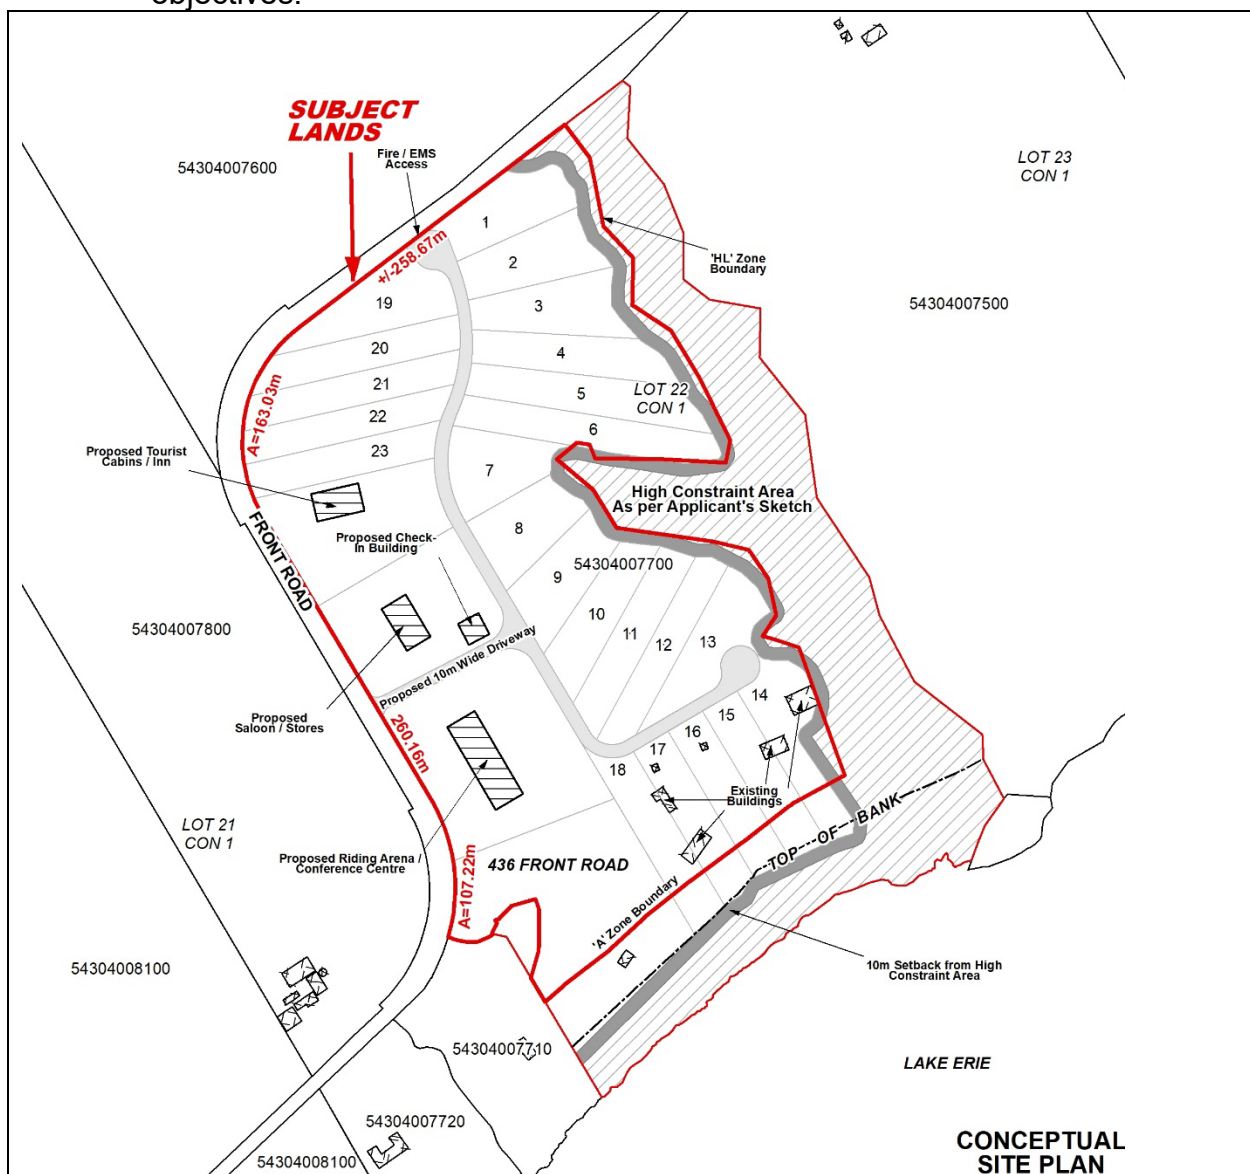 objectives.
SUBJECT
LANDS
Fire / EMS
Access
54304007600
LOT 23
CON 1
1
+/-258.67m
2
'HL' Zone
Boundary
19
3
54304007500
20
4
21
5
LOT 22
CON 1
22
6
A=163.03m
23
Proposed Tourist
Cabins / Inn
7
High Constraint Area
As per Applicant's Sketch
FRONT ROAD
8
Proposed Check-
In Building
54304007700
9
10
11
12
13
54304007800
Proposed 10m Wide Driveway
Proposed
Saloon / Stores
14
15
16
17
18
260.16m
Existing
Buildings
TOP OF BANK
LOT 21
CON 1
Proposed Riding Arena /
Conference Centre
436 FRONT ROAD
A=107.22m
'A' Zone Boundary
54304008100
10m Setback from High
Constraint Area
54304007710
LAKE ERIE
54304007720
54304008100
CONCEPTUAL
SITE PLAN